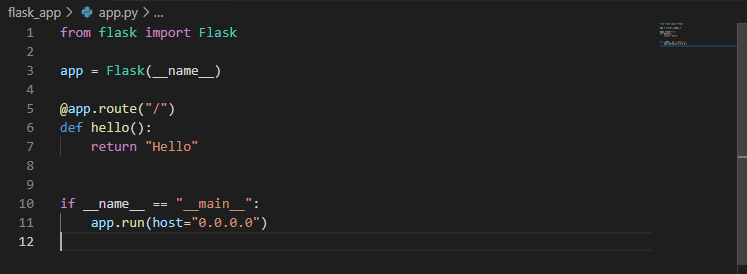 flask_app > app.py > ...
1 from flask import Flask
2
3 app = Flask(__name__)
4
5 @app.route("/")
6 def hello():
7     return "Hello"
8
9
10 if __name__ == "__main__":
11     app.run(host="0.0.0.0")
12